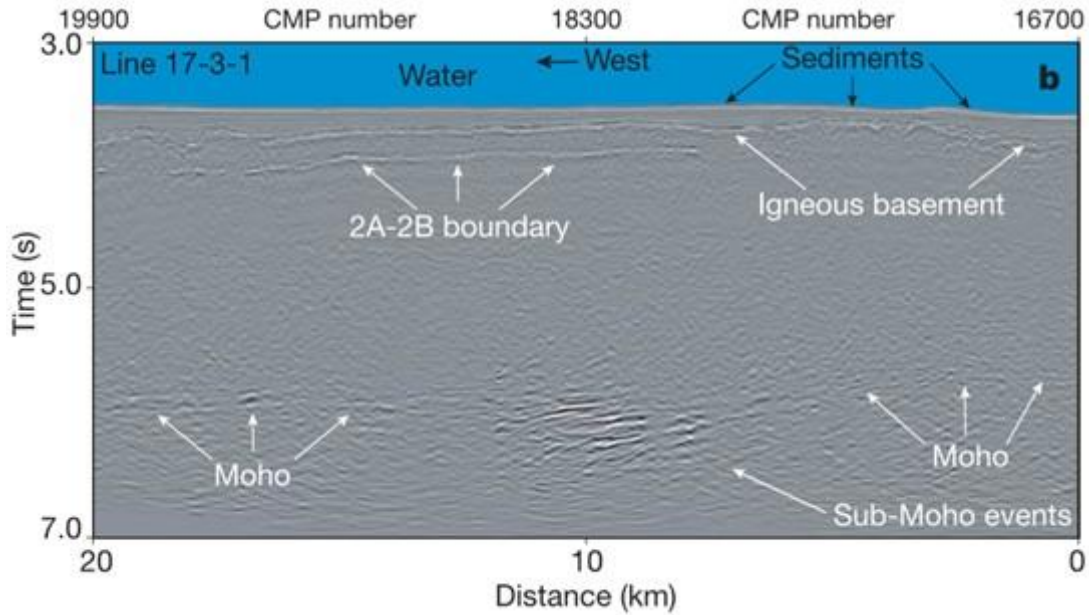 19900 CMP number 18300 CMP number 16700
3.0
Line 17-3-1
Water
West
Sediments
b
2A-2B boundary
Igneous basement
Time (s)
5.0
Moho
Moho
Sub-Moho events
7.0
20 10 0
Distance (km)